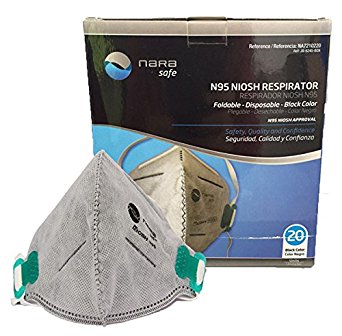 nara
safe
Reference / Referencia: NA7210220
N95 NIOSH RESPIRATOR
RESPIRADOR NIOSH N95
Foldable - Disposable - Black Color
Plegable - Desechable - Color Negro
N95 NIOSH APPROVAL
Safety, Quality and Confidence
Seguridad, Calidad y Confianza
20
Black Color
Color Negro